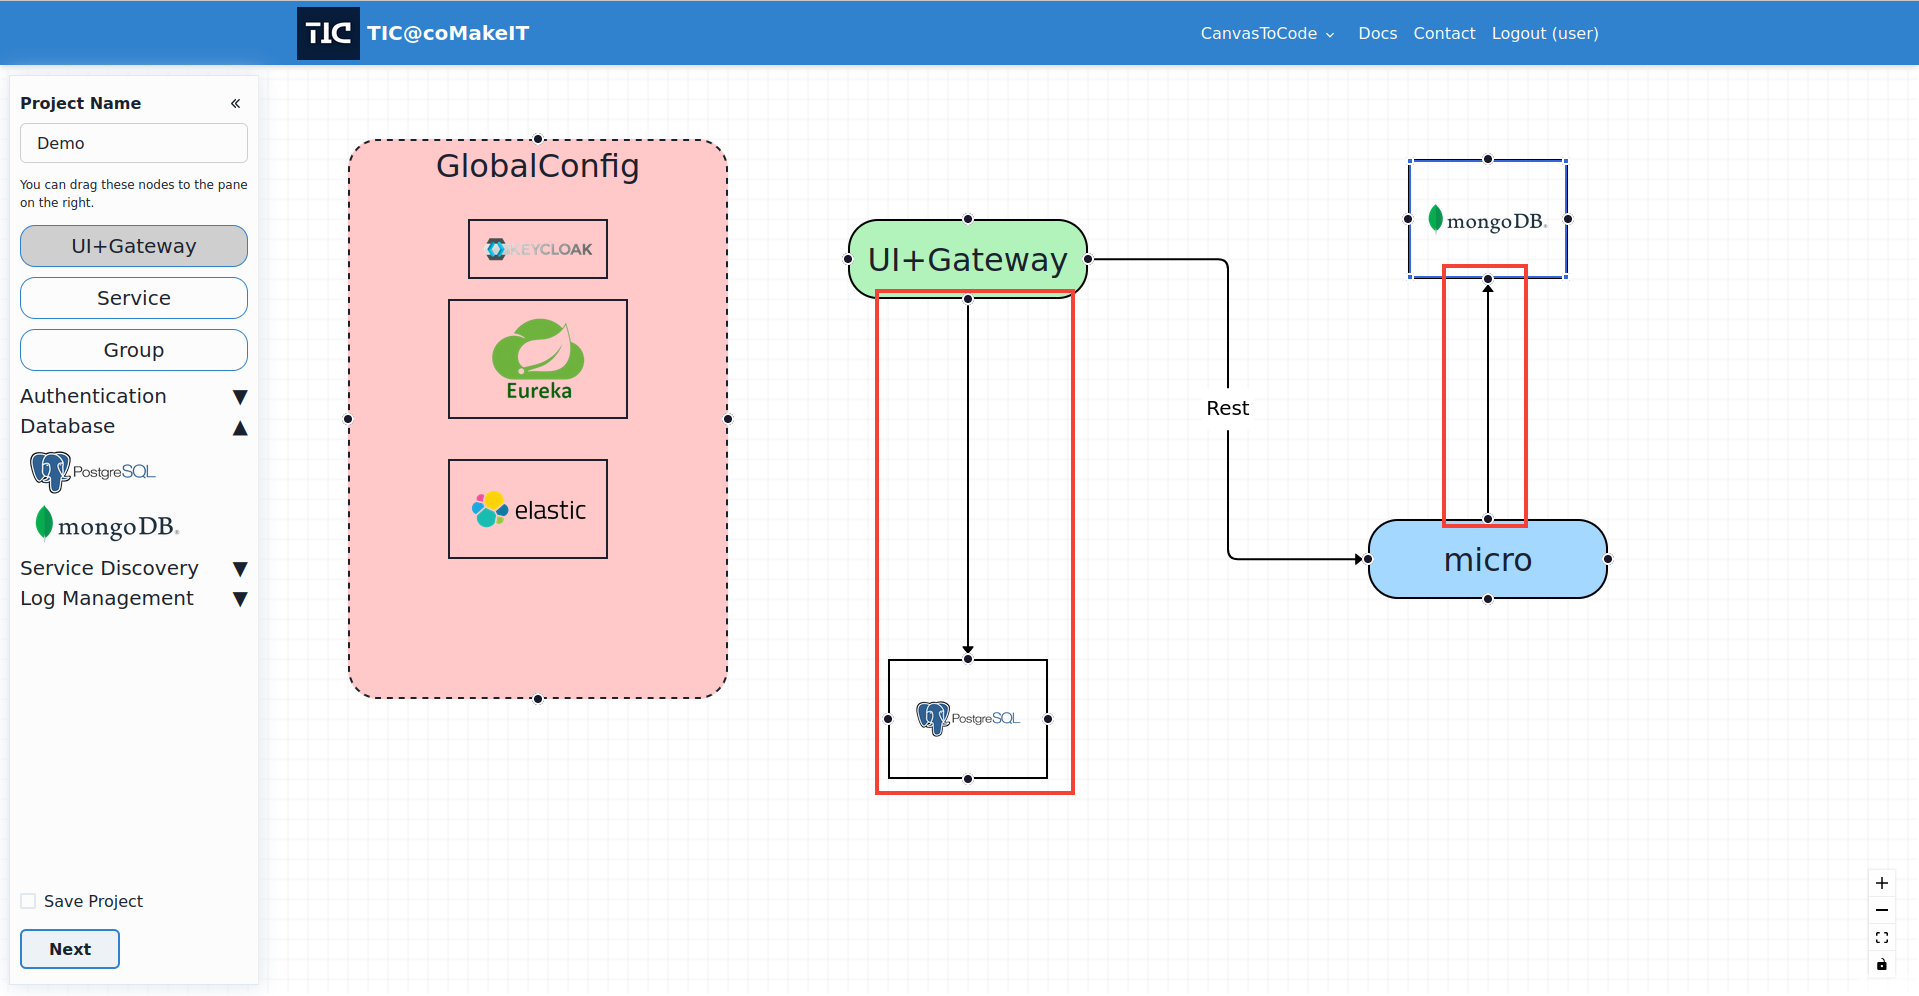 TIC TIC@coMakeIT
CanvasToCode Docs Contact Logout (user)
Project Name
Demo
You can drag these nodes to the pane
on the right.
UI+Gateway
Service
Group
Authentication
Database
PostgreSQL
mongoDB®
Service Discovery
Log Management
Save Project
Next
GlobalConfig
KEYCLOAK
Eureka
elastic
UI+Gateway
PostgreSQL
Rest
mongoDB®
micro